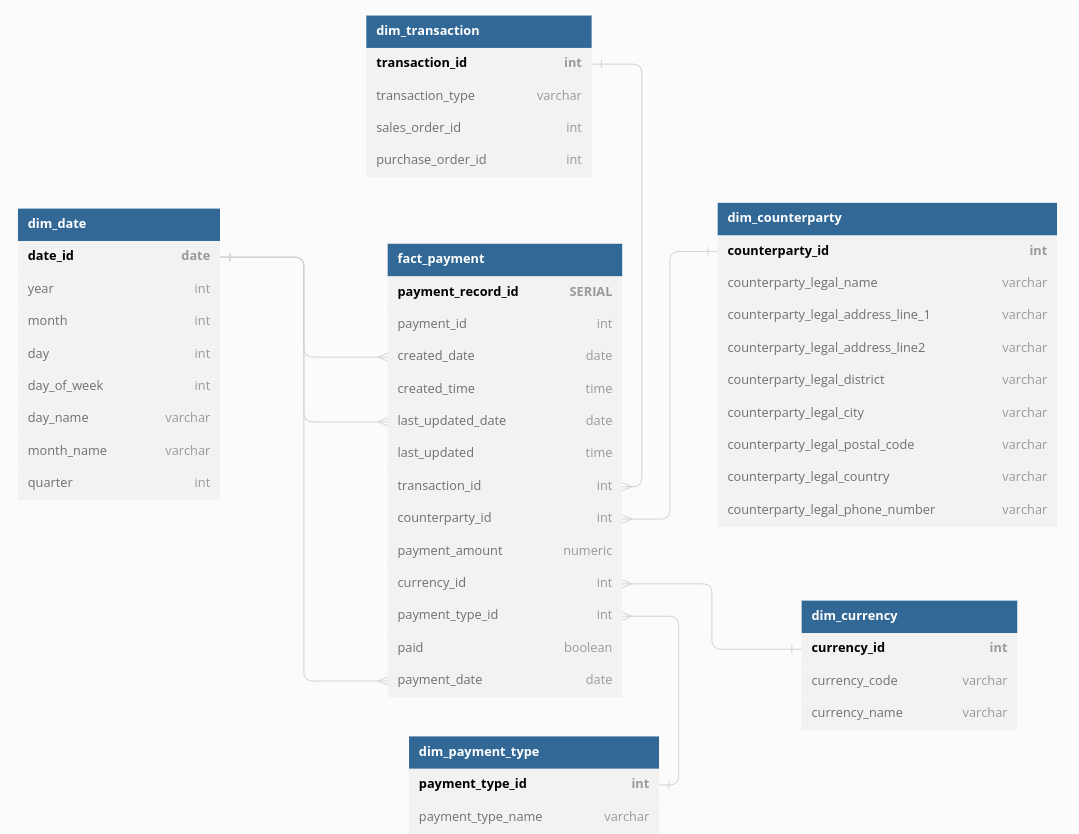 dim_transaction
transaction_id int
transaction_type varchar
sales_order_id int
purchase_order_id int
dim_date
date_id date
year int
month int
day int
day_of_week int
day_name varchar
month_name varchar
quarter int
fact_payment
payment_record_id SERIAL
payment_id int
created_date date
created_time time
last_updated_date date
last_updated time
transaction_id int
counterparty_id int
payment_amount numeric
currency_id int
payment_type_id int
paid boolean
payment_date date
dim_counterparty
counterparty_id int
counterparty_legal_name varchar
counterparty_legal_address_line_1 varchar
counterparty_legal_address_line2 varchar
counterparty_legal_district varchar
counterparty_legal_city varchar
counterparty_legal_postal_code varchar
counterparty_legal_country varchar
counterparty_legal_phone_number varchar
dim_currency
currency_id int
currency_code varchar
currency_name varchar
dim_payment_type
payment_type_id int
payment_type_name varchar